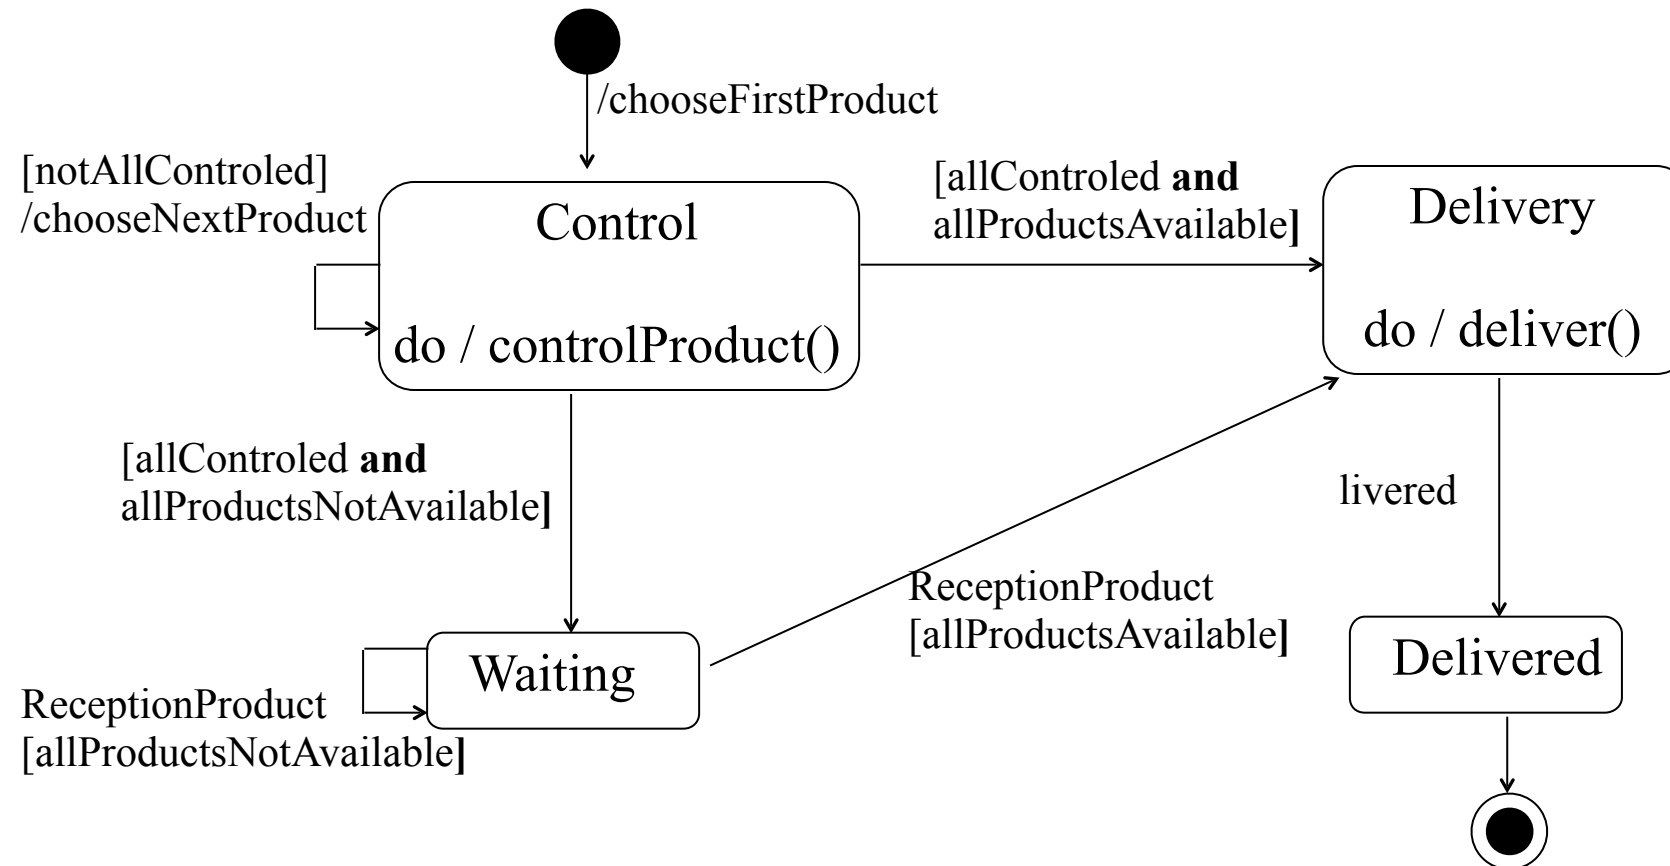 /chooseFirstProduct
[notAllControled]
/chooseNextProduct
Control
do / controlProduct()
[allControled and
allProductsAvailable]
Delivery
do / deliver()
[allControled and
allProductsNotAvailable]
livered
ReceptionProduct
[allProductsAvailable]
Waiting
ReceptionProduct
[allProductsNotAvailable]
Delivered